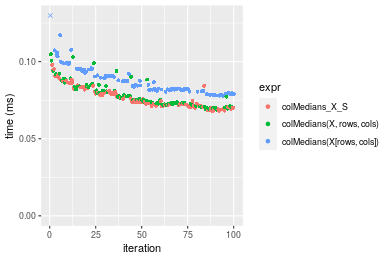 0.10
0.05
0.00
time (ms)
0
25
50
75
100
iteration
expr
colMedians_X_S
colMedians(X, rows, cols)
colMedians(X[rows, cols])